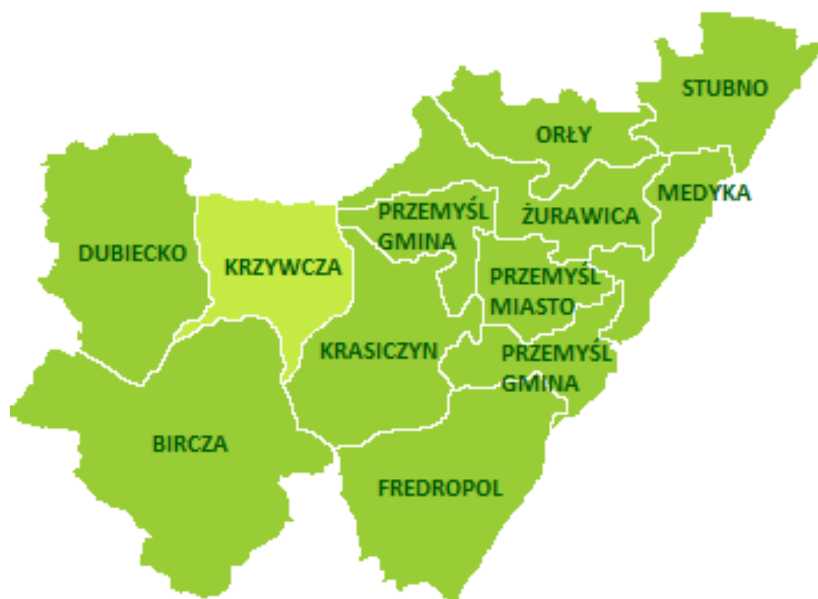 STUBNO
ORŁY
MEDYKA
PRZEMYŚL
GMINA
ŻURAWICA
DUBIECKO
KRZYWCZA
PRZEMYŚL
MIASTO
KRASICZYN
PRZEMYŚL
GMINA
BIRCZA
FREDROPOL